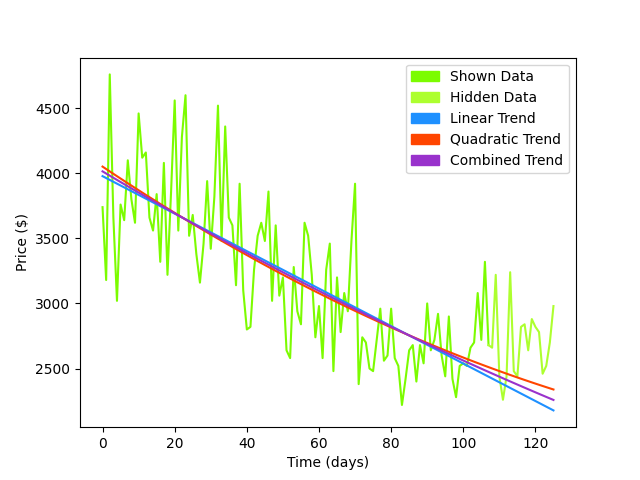 Shown Data
Hidden Data
Linear Trend
Quadratic Trend
Combined Trend
4500
4000
3500
3000
2500
Price ($)
0 20 40 60 80 100 120
Time (days)